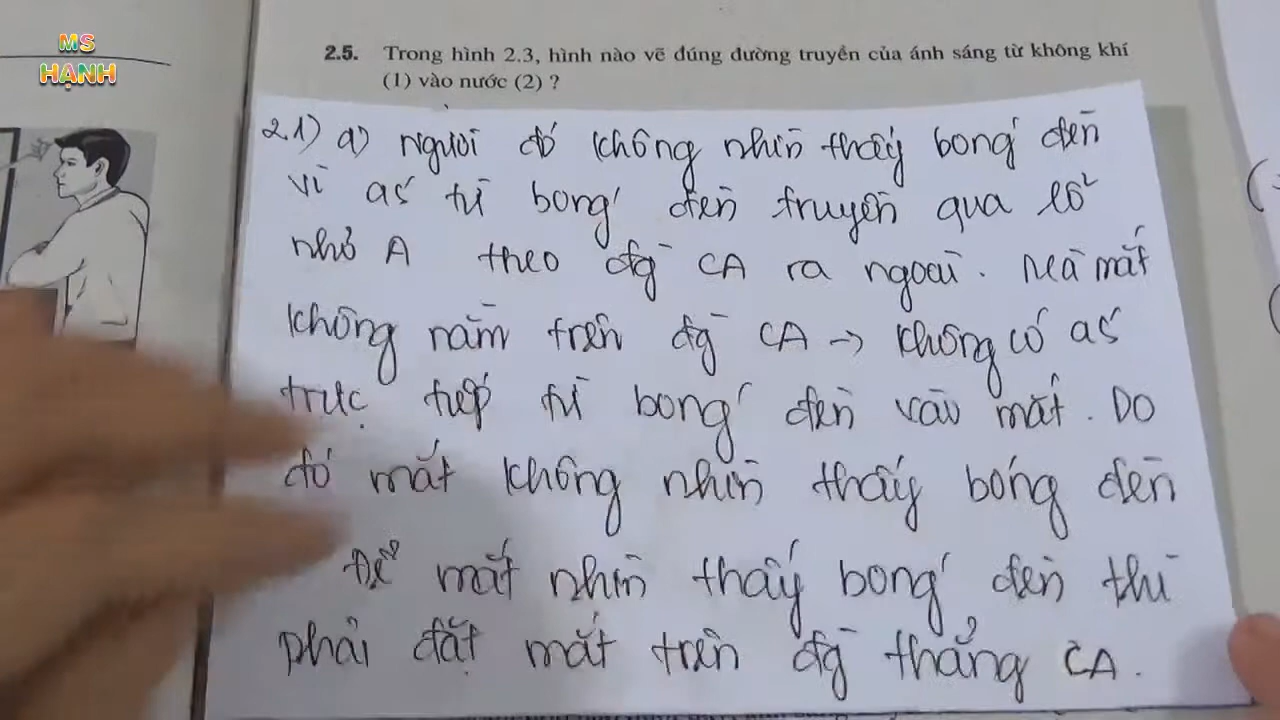 MS
HẠNH
2.5. Trong hình 2.3, hình nào vẽ đúng đường truyền của ánh sáng từ không khí
(1) vào nước (2) ?
2.1) a) Người đó không nhìn thấy bóng đèn
vì as từ bóng đèn truyền qua lỗ
nhỏ A theo đg CA ra ngoài. Mà mắt
không nằm trên đg CA → không có as
trực tiếp từ bóng đèn vào mắt. Do
đó mắt không nhìn thấy bóng đèn
Để mắt nhìn thấy bóng đèn thì
phải đặt mắt trên đg thẳng CA.